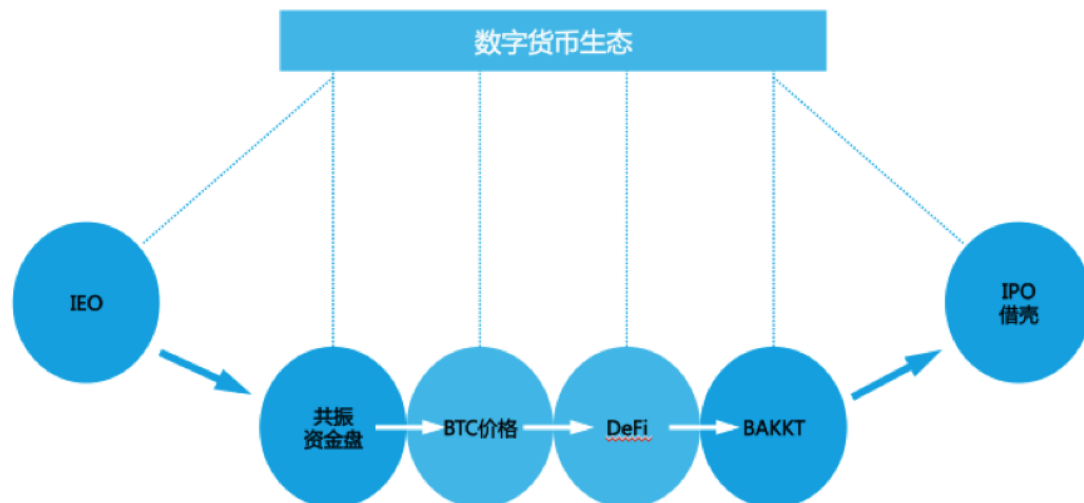 数字货币生态
IEO
共振
资金盘
BTC价格
DeFi
BAKKT
IPO
借壳